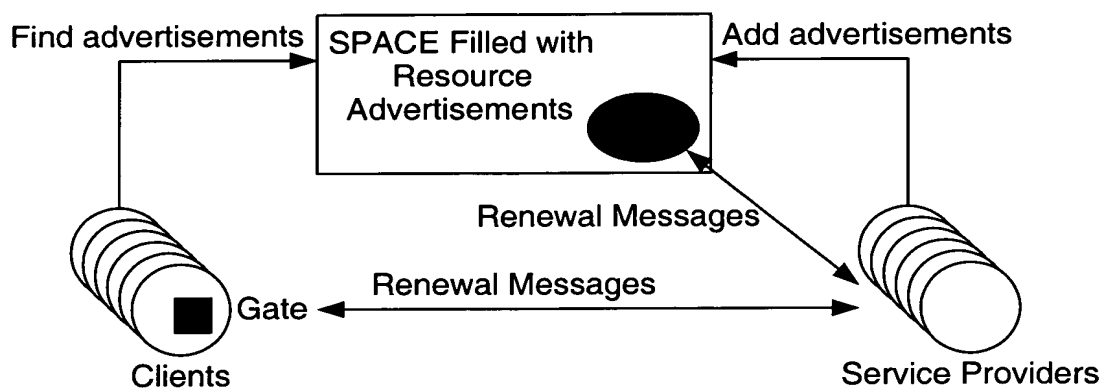 Find advertisements
SPACE Filled with
Resource
Advertisements
Add advertisements
Renewal Messages
Renewal Messages
Gate
Clients
Service Providers